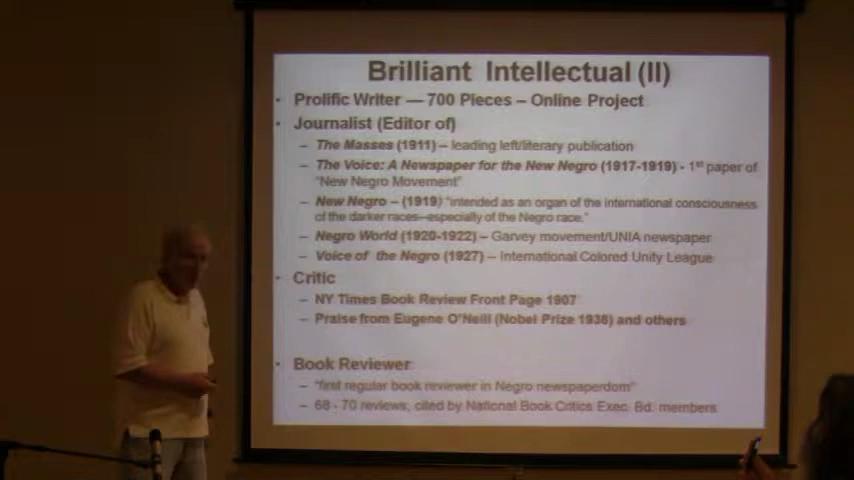 Brilliant Intellectual (II)
• Prolific Writer — 700 Pieces – Online Project
• Journalist (Editor of)
– The Masses (1911) – leading left/literary publication
– The Voice: A Newspaper for the New Negro (1917-1919) - 1st paper of
"New Negro Movement"
– New Negro – (1919) "intended as an organ of the international consciousness
of the darker races–especially of the Negro race."
– Negro World (1920-1922) – Garvey movement/UNIA newspaper
– Voice of the Negro (1927) – International Colored Unity League
• Critic
– NY Times Book Review Front Page 1907
– Praise from Eugene O'Neill (Nobel Prize 1936) and others
• Book Reviewer
– "first regular book reviewer in Negro newspaperdom"
– 68 - 70 reviews; cited by National Book Critics Exec. Bd. members